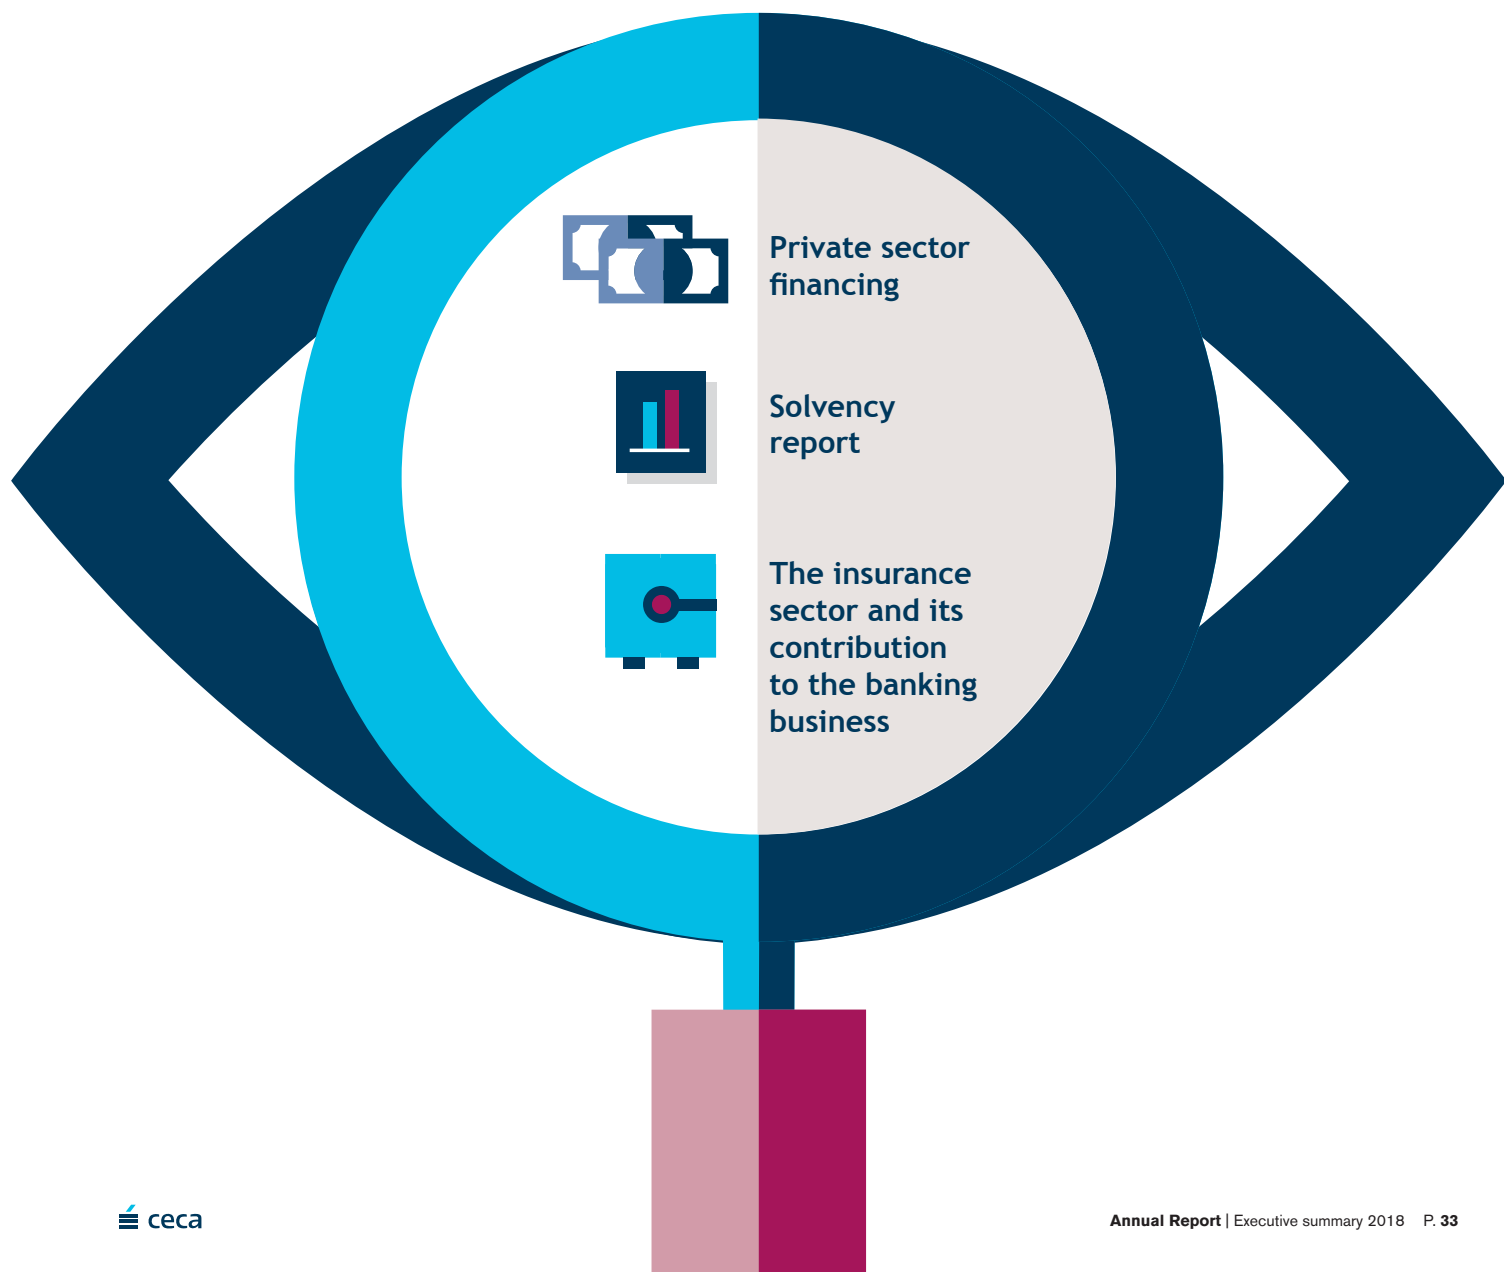 Private sector
financing
Solvency
report
The insurance
sector and its
contribution
to the banking
business
ceca
Annual Report | Executive summary 2018 P. 33